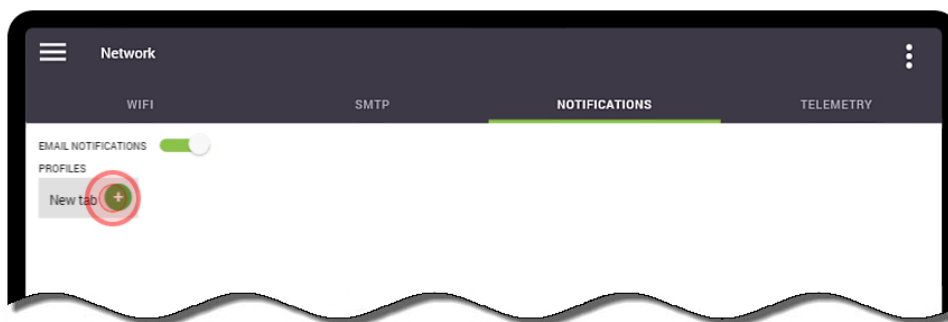 Network
WIFI SMTP NOTIFICATIONS TELEMETRY
EMAIL NOTIFICATIONS
PROFILES
New tab +